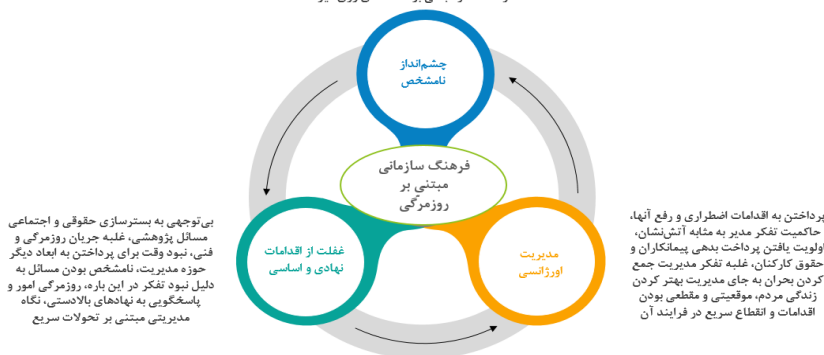 چشم‌انداز
نامشخص
فرهنگ سازمانی
مبتنی بر
روزمرگی
غفلت از اقدامات
نهادی و اساسی
مدیریت
اورژانسی
بی‌توجهی به بسترسازی حقوقی و اجتماعی
مسائل پژوهشی، غلبه جریان روزمرگی و
فنی، نبود وقت برای پرداختن به ابعاد دیگر
حوزه مدیریت، نامشخص بودن مسائل به
دلیل نبود تفکر در این باره، روزمرگی امور و
پاسخگویی به نهادهای بالادستی، نگاه
مدیریتی مبتنی بر تحولات سریع
پرداختن به اقدامات اضطراری و رفع آنها،
حاکمیت تفکر مدیر به مثابه آتش‌نشان،
اولویت یافتن پرداخت بدهی پیمانکاران و
حقوق کارکنان، غلبه تفکر مدیریت جمع
کردن بحران به جای مدیریت بهتر کردن
زندگی مردم، موقعیتی و مقطعی بودن
اقدامات و انقطاع سریع در فرایند آن